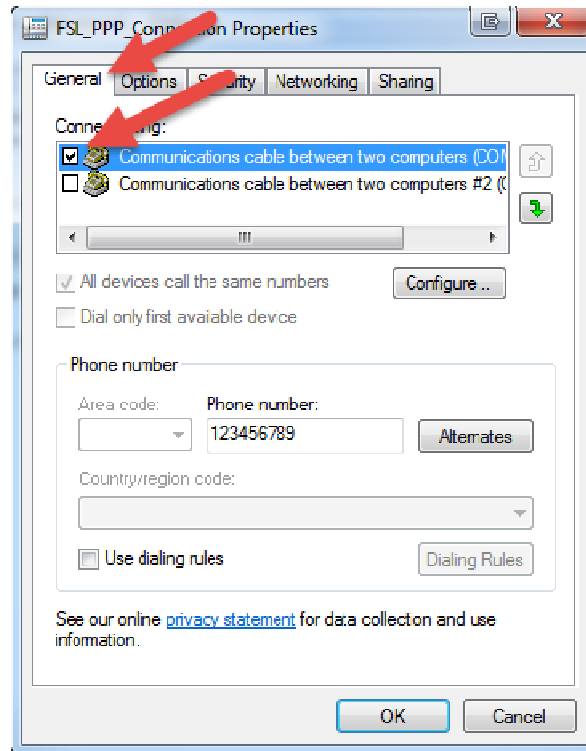 FSL_PPP_Connection Properties
General Options Security Networking Sharing
Connect using:
Communications cable between two computers (COM
Communications cable between two computers #2 (C
All devices call the same numbers
Configure ..
Dial only first available device
Phone number
Area code: Phone number:
123456789
Alternates
Country/region code:
Use dialing rules
Dialing Rules
See our online privacy statement for data collection and use
information.
OK Cancel